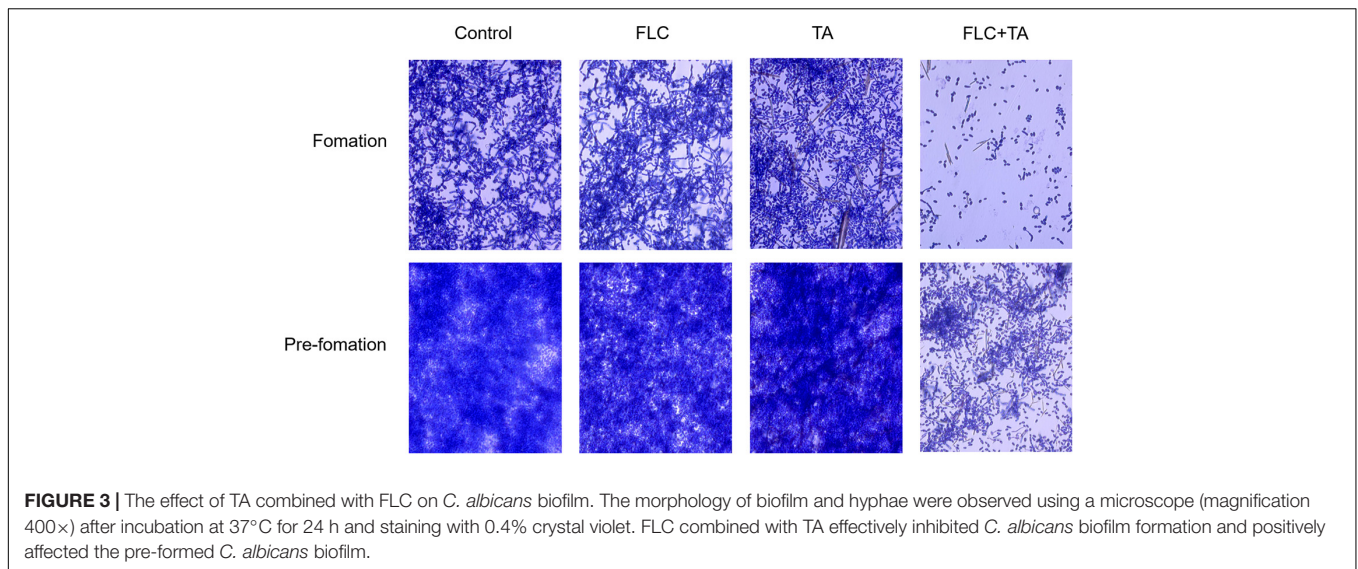 Control FLC TA FLC+TA
Fomation
Pre-fomation
FIGURE 3 | The effect of TA combined with FLC on C. albicans biofilm. The morphology of biofilm and hyphae were observed using a microscope (magnification
400×) after incubation at 37°C for 24 h and staining with 0.4% crystal violet. FLC combined with TA effectively inhibited C. albicans biofilm formation and positively
affected the pre-formed C. albicans biofilm.